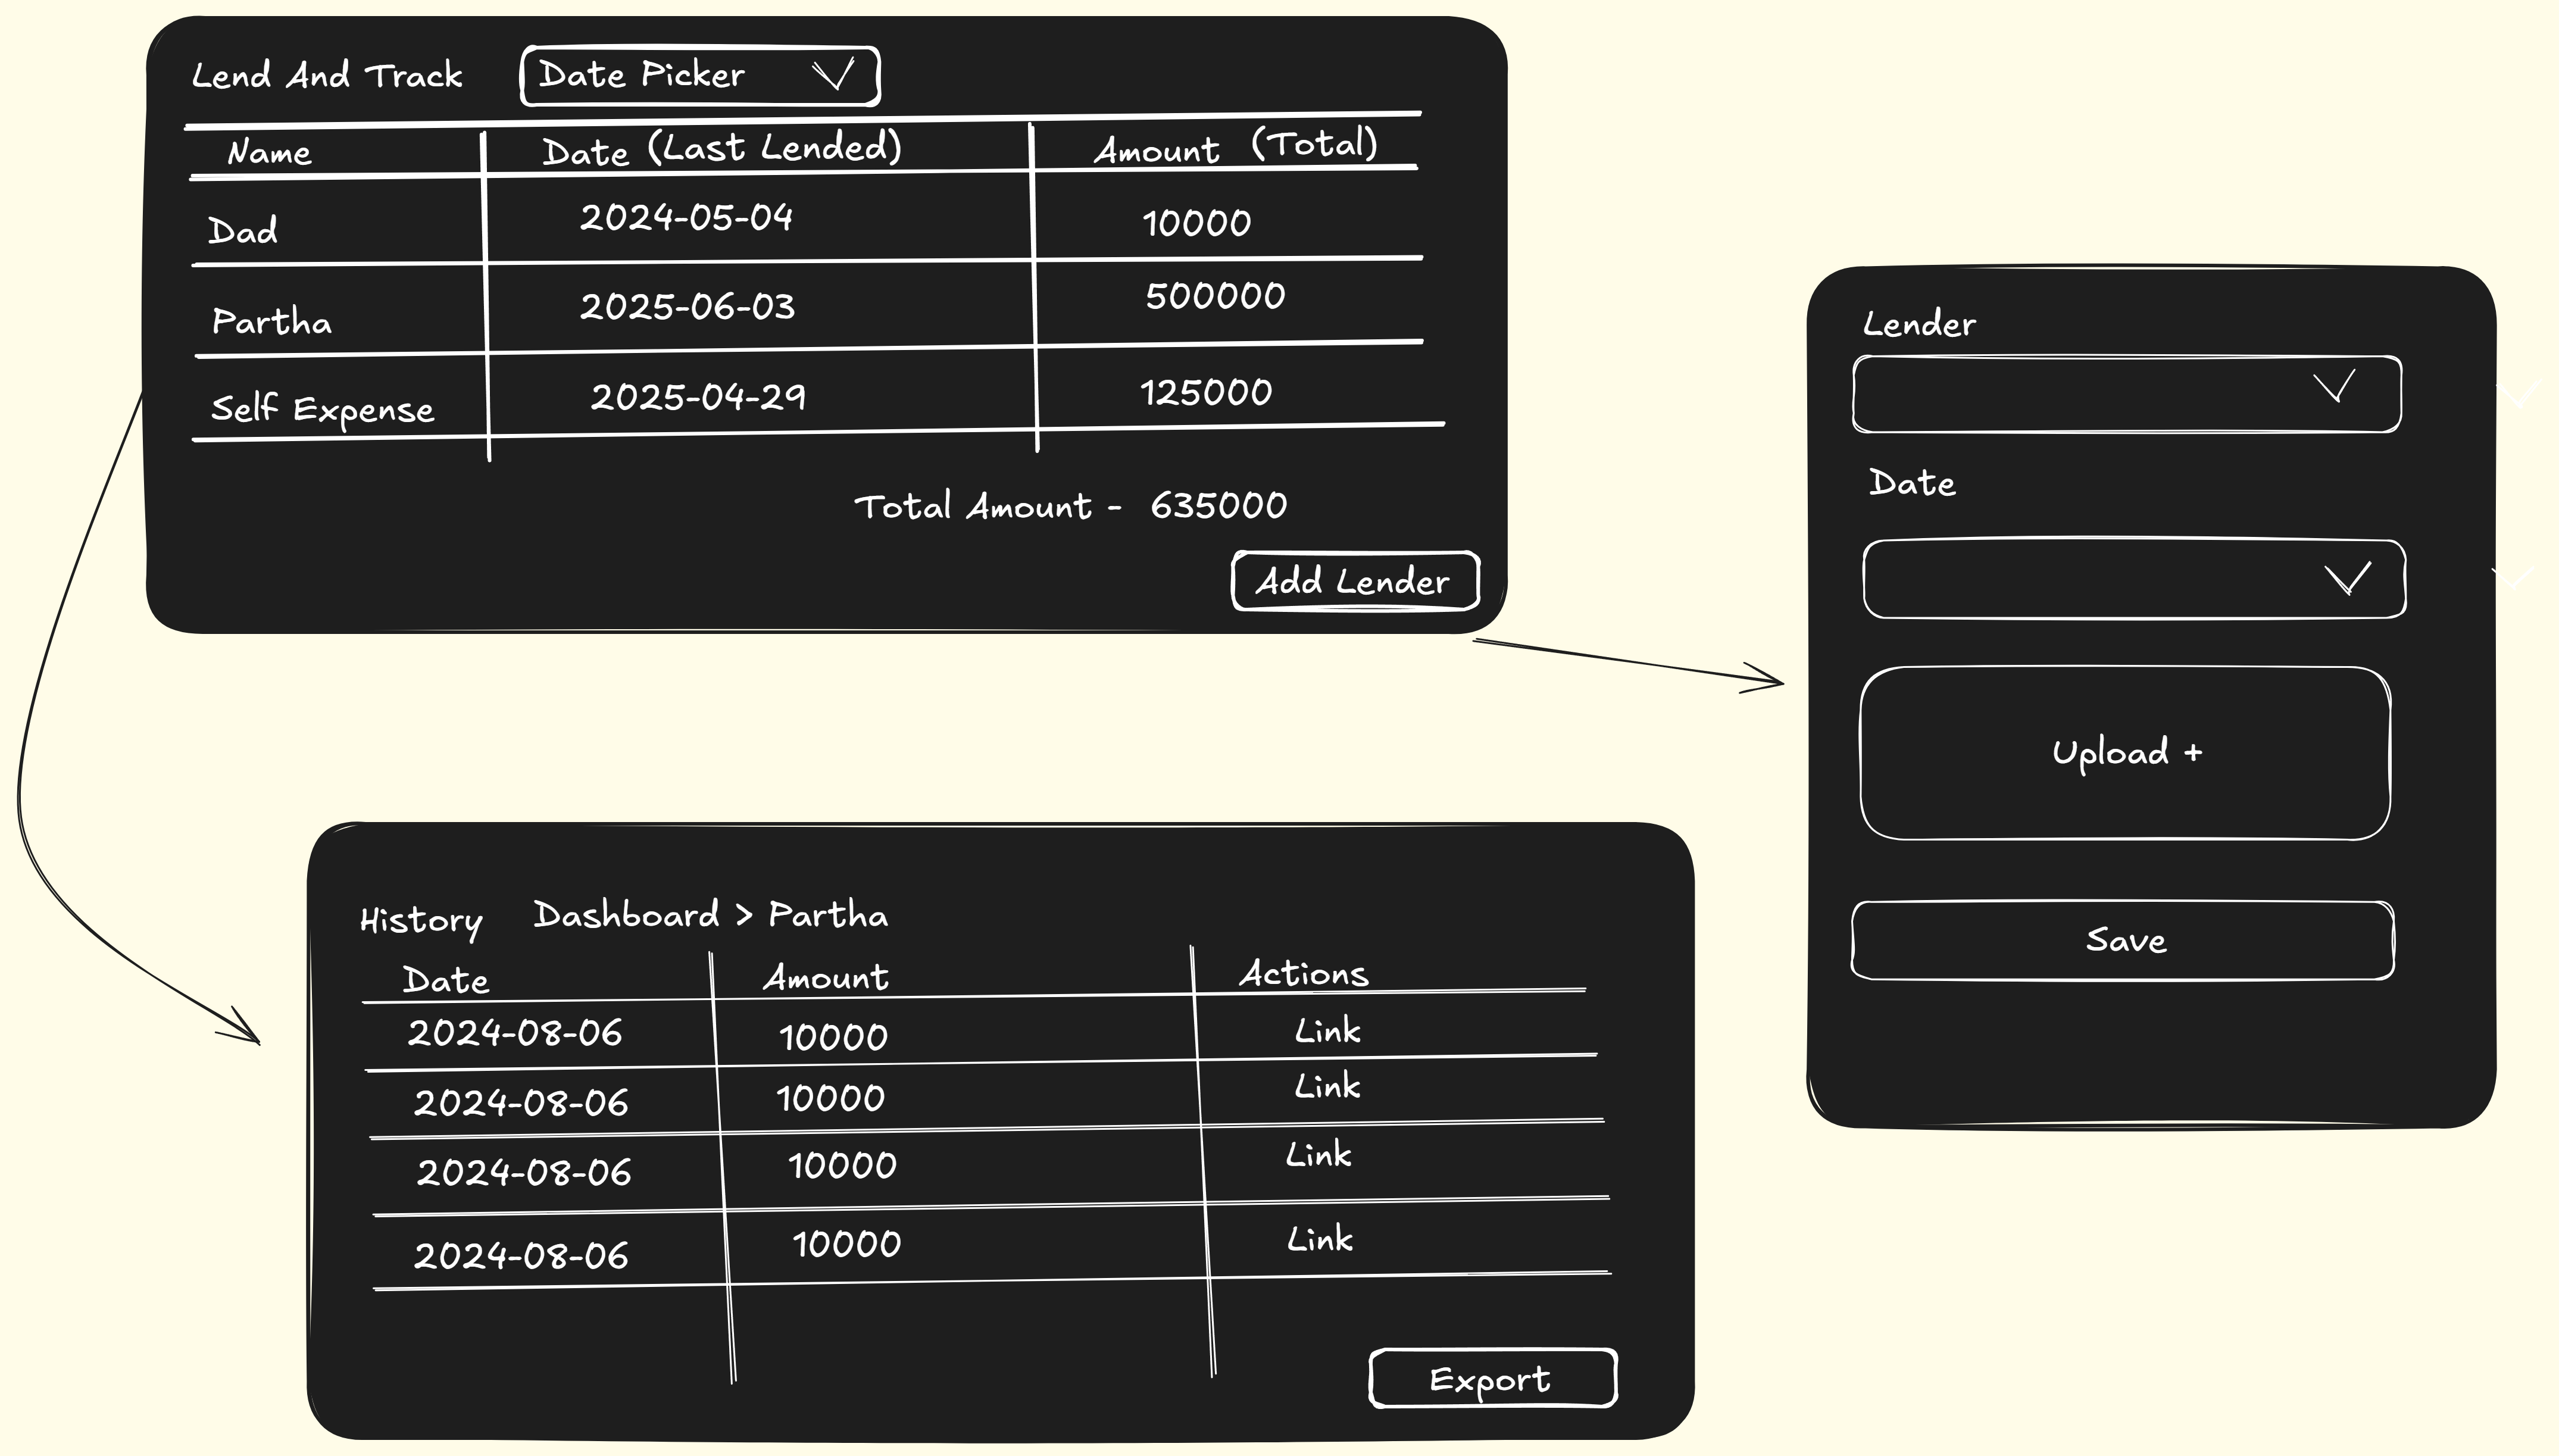 Lend And Track Date Picker
Name Date (Last Lended) Amount (Total)
Dad 2024-05-04 10000
Partha 2025-06-03 500000
Self Expense 2025-04-29 125000
Total Amount - 635000
Add Lender
Lender
Date
Upload +
Save
History Dashboard > Partha
Date Amount Actions
2024-08-06 10000 Link
2024-08-06 10000 Link
2024-08-06 10000 Link
2024-08-06 10000 Link
Export